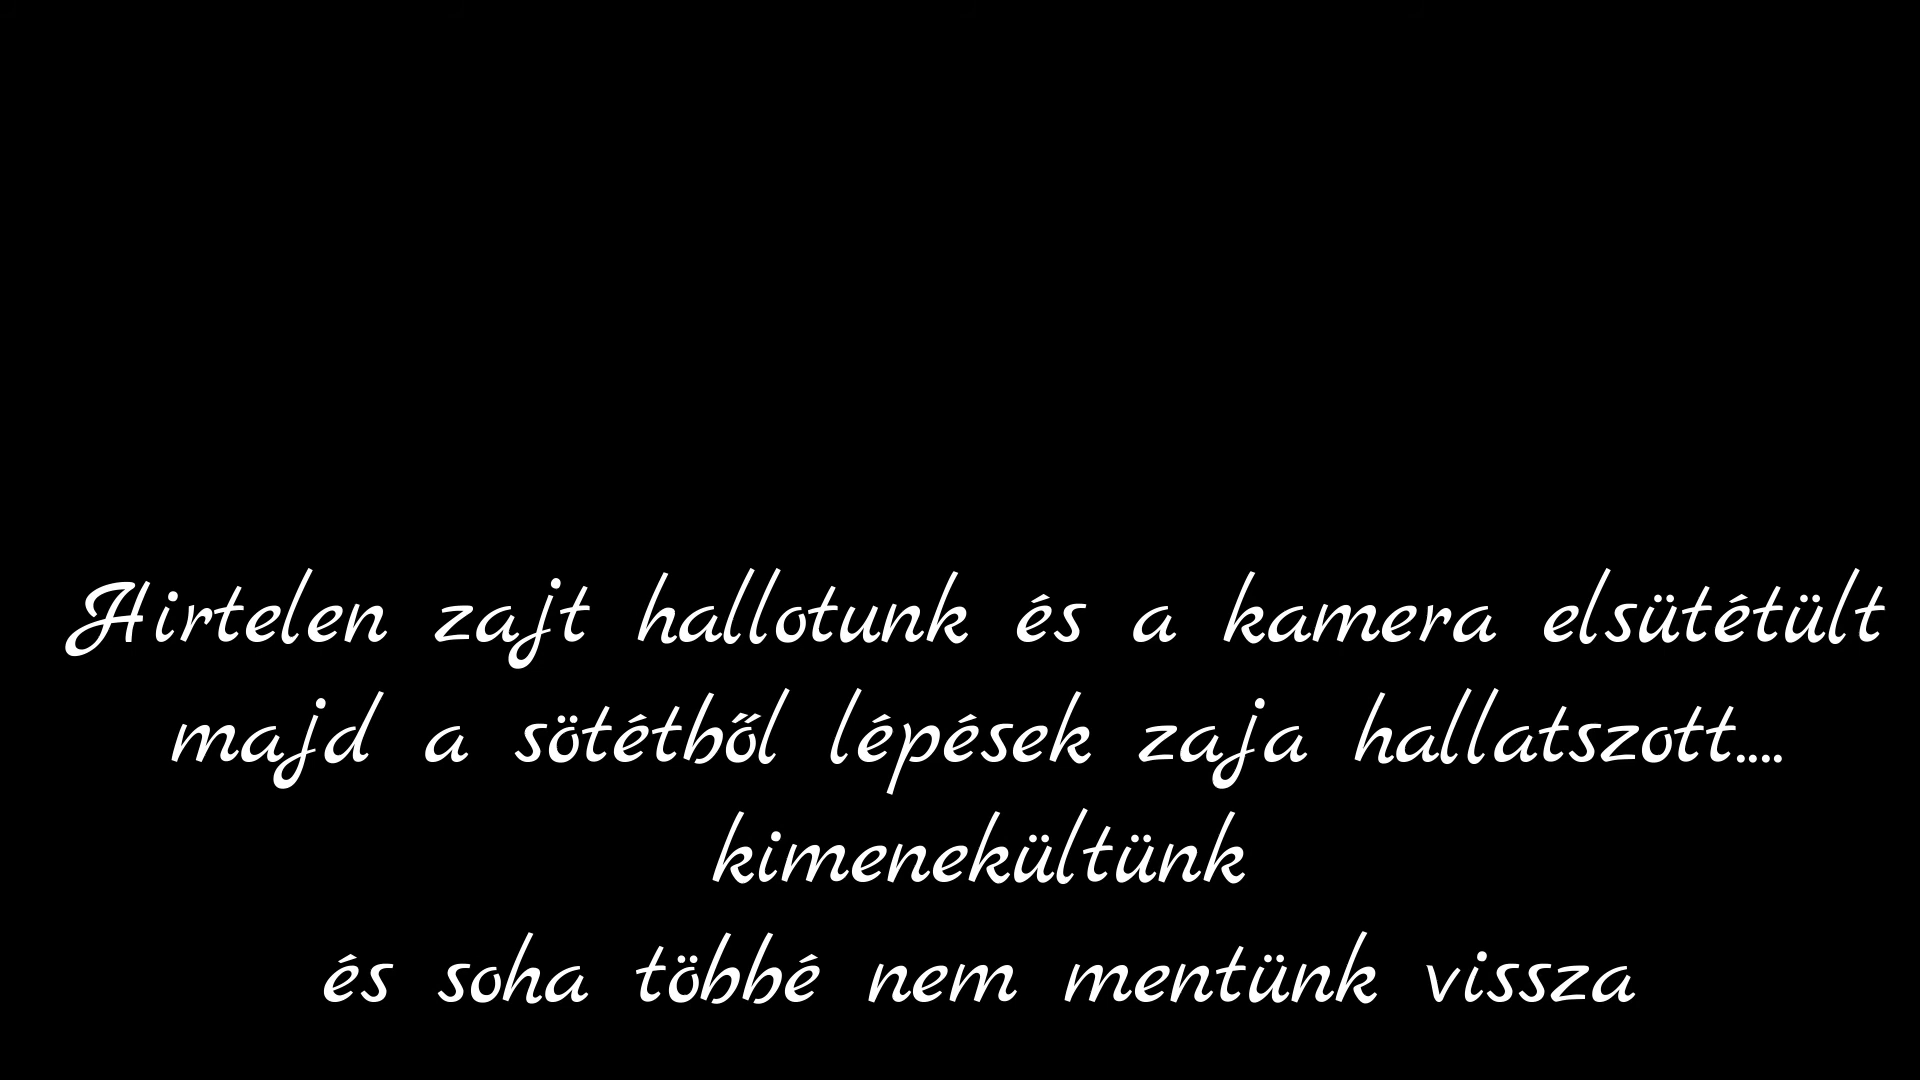 Hirtelen zajt hallotunk és a kamera elsütétült
majd a sötétből lépések zaja hallatszott....
kimenekültünk
és soha többé nem mentünk vissza